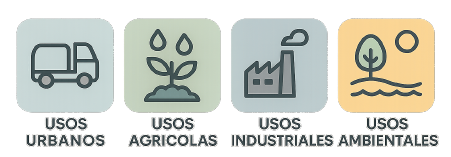 USOS
URBANOS
USOS
AGRICOLAS
USOS
INDUSTRIALES
USOS
AMBIENTALES